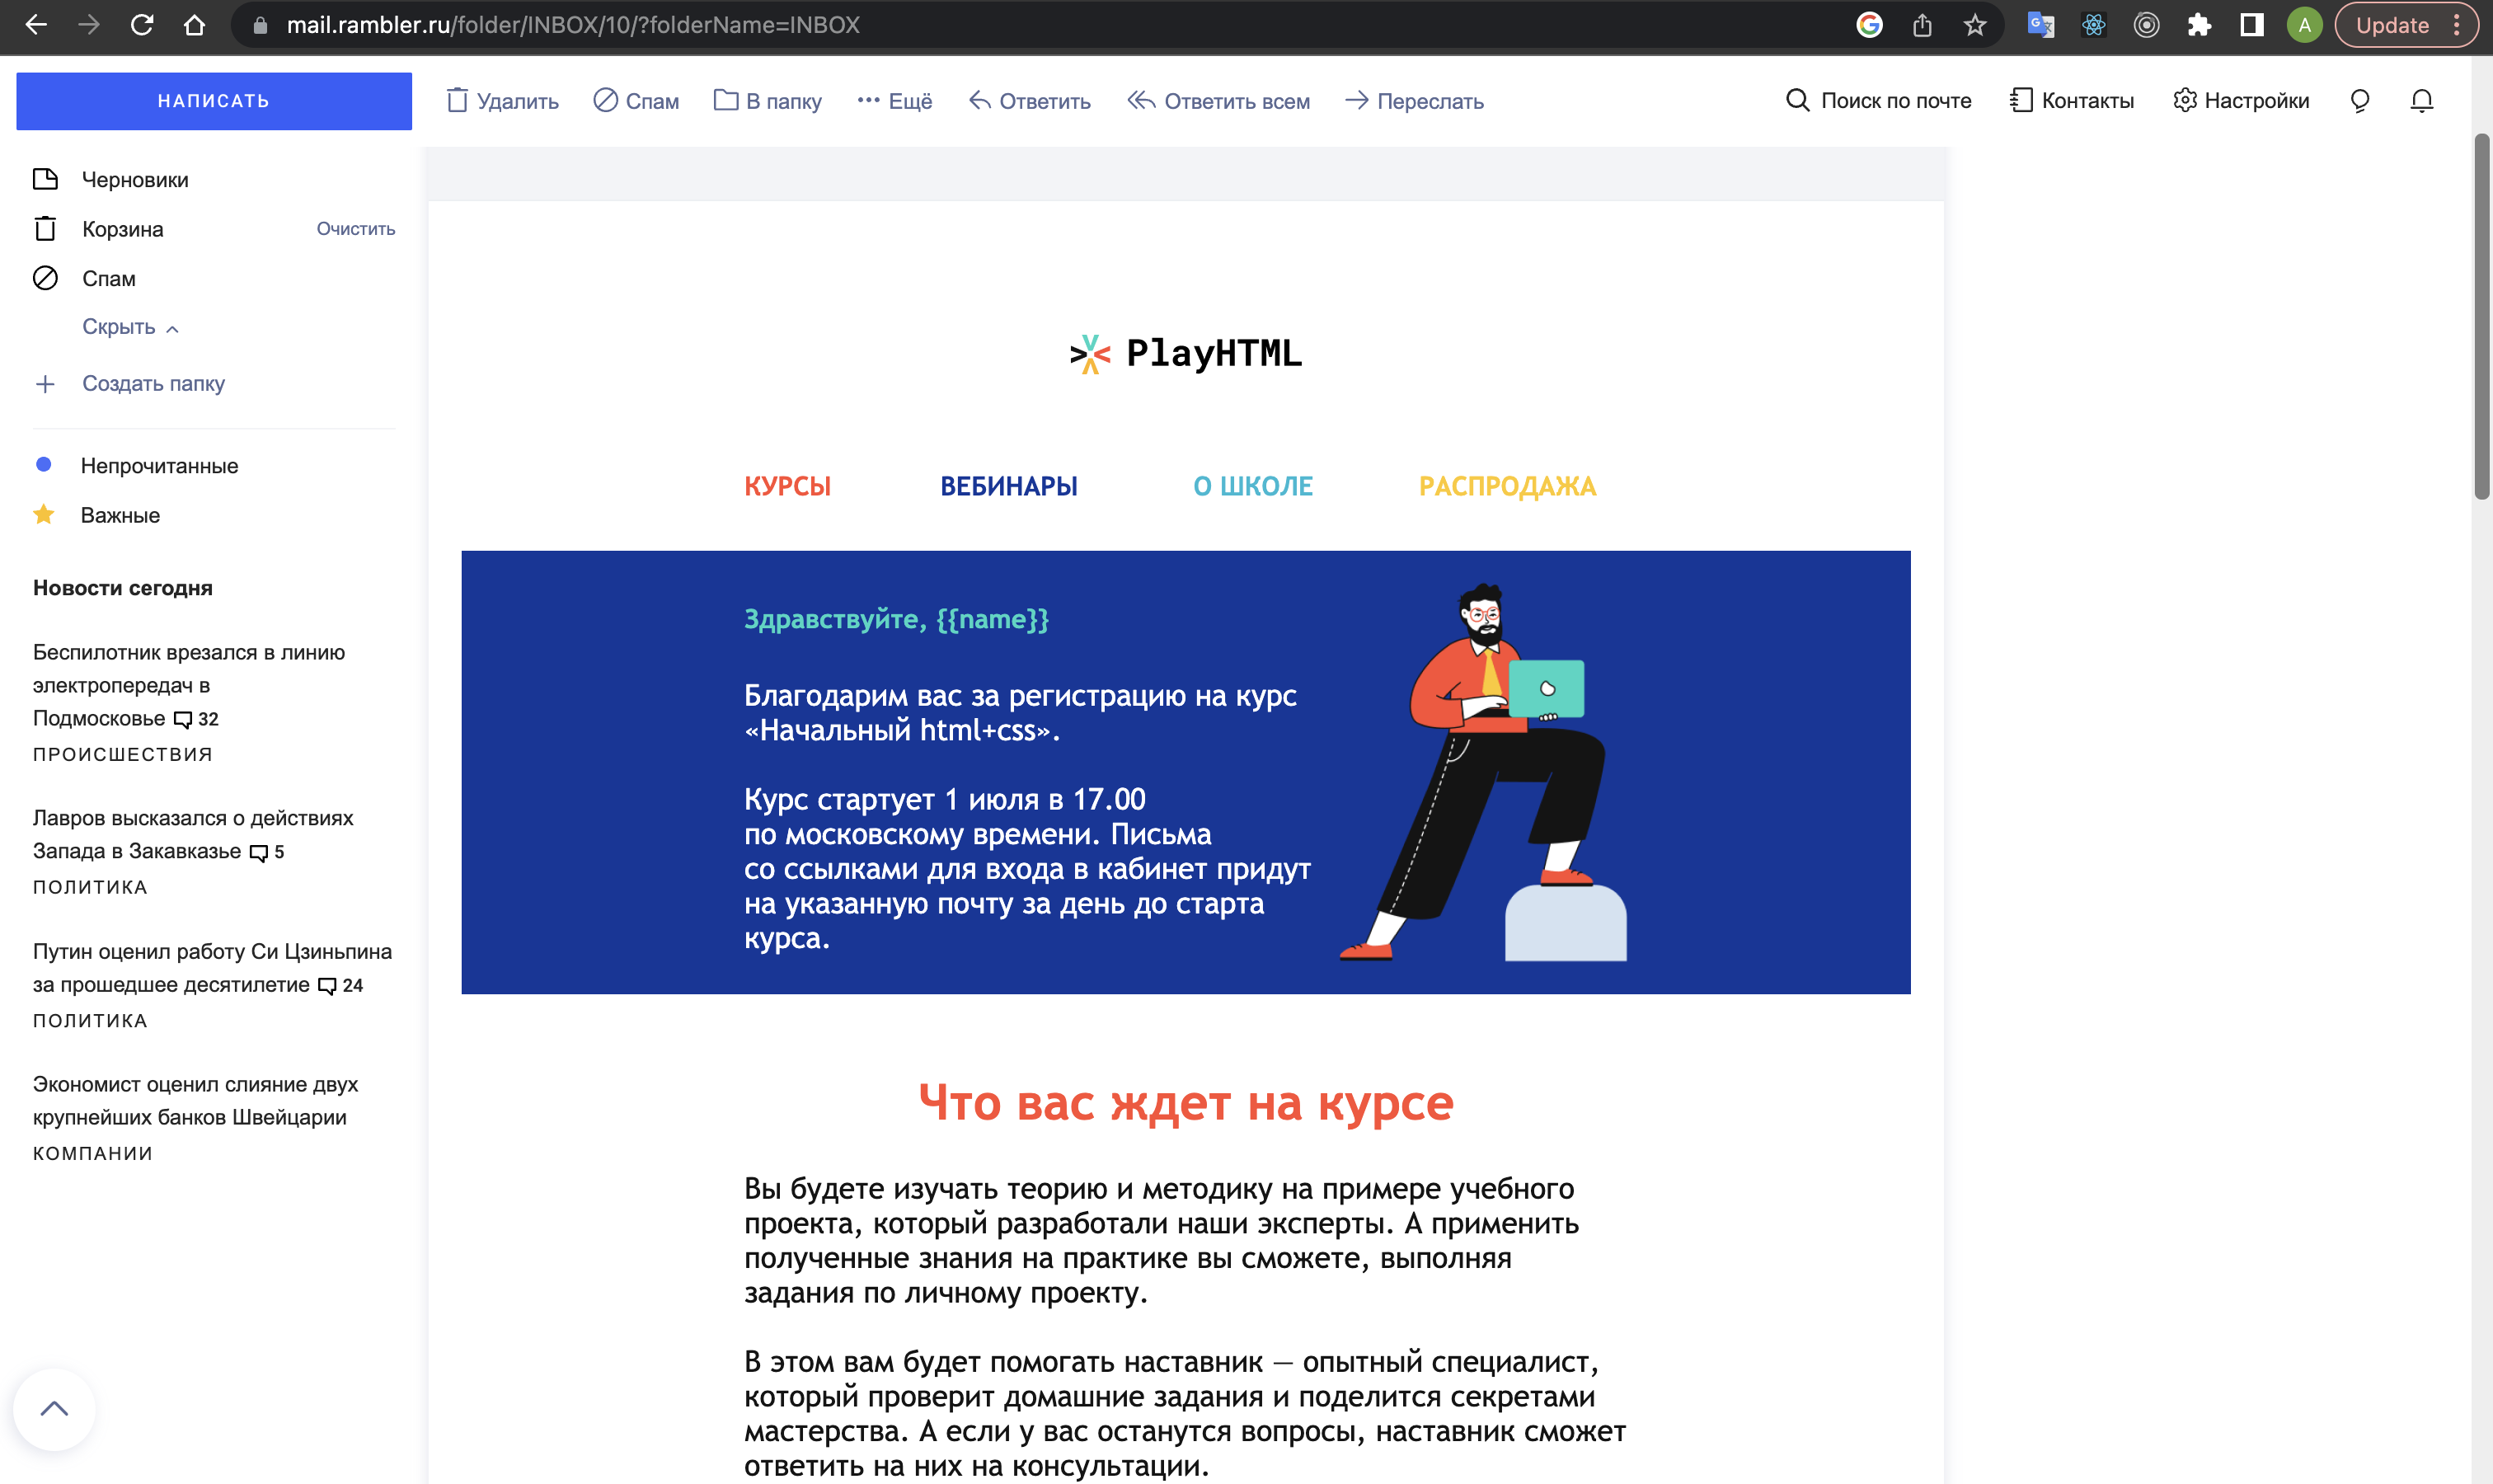 mail.rambler.ru/folder/INBOX/10/?folderName=INBOX
A
Update
НАПИСАТЬ
Удалить
Спам
В папку
Ещё
Ответить
Ответить всем
Переслать
Поиск по почте
Контакты
Настройки
Черновики
Корзина
Очистить
Спам
Скрыть
Создать папку
Непрочитанные
Важные
Новости сегодня
Беспилотник врезался в линию
электропередач в
Подмосковье 32
ПРОИСШЕСТВИЯ
Лавров высказался о действиях
Запада в Закавказье 5
ПОЛИТИКА
Путин оценил работу Си Цзиньпина
за прошедшее десятилетие 24
ПОЛИТИКА
Экономист оценил слияние двух
крупнейших банков Швейцарии
КОМПАНИИ
PlayHTML
КУРСЫ
ВЕБИНАРЫ
О ШКОЛЕ
РАСПРОДАЖА
Здравствуйте, {{name}}
Благодарим вас за регистрацию на курс
«Начальный html+css».
Курс стартует 1 июля в 17.00
по московскому времени. Письма
со ссылками для входа в кабинет придут
на указанную почту за день до старта
курса.
Что вас ждет на курсе
Вы будете изучать теорию и методику на примере учебного
проекта, который разработали наши эксперты. А применить
полученные знания на практике вы сможете, выполняя
задания по личному проекту.
В этом вам будет помогать наставник — опытный специалист,
который проверит домашние задания и поделится секретами
мастерства. А если у вас останутся вопросы, наставник сможет
ответить на них на консультации.